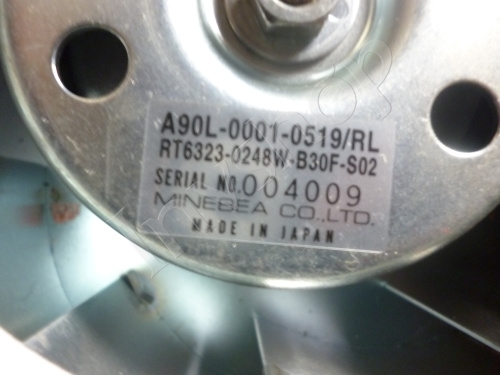 A90L-0001-0519/RL
RT6323-0248W-B30F-S02
SERIAL NO.004009
MINEBEA CO.,LTD.
MADE IN JAPAN